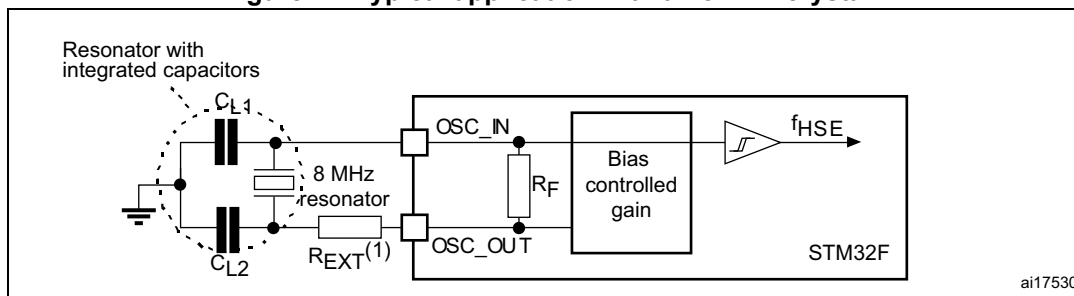 Resonator with
integrated capacitors
CL1
OSC_IN
fHSE
8 MHz
resonator
RF
Bias
controlled
gain
REXT(1)
OSC_OUT
STM32F
CL2
ai17530